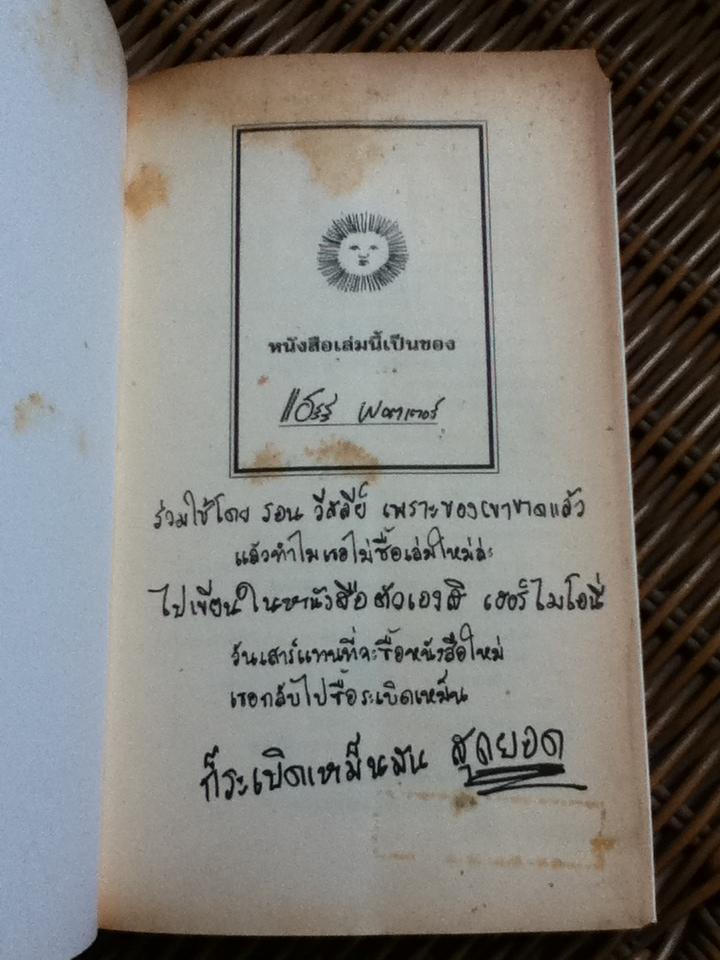 หนังสือเล่มนี้เป็นของ
แฮร์รี่ พอตเตอร์
ร่วมใช้โดย รอน วีสลีย์ เพราะของเขาขาดแล้ว
แล้วทำไมเธอไม่ซื้อเล่มใหม่ล่ะ
ไปเขียนในหนังสือตัวเองสิ เฮอร์ไมโอนี่
วันเสาร์แทนที่จะซื้อหนังสือใหม่
เธอกลับไปซื้อระเบิดเหม็น
ก็ระเบิดเหม็นมัน สุดยอด